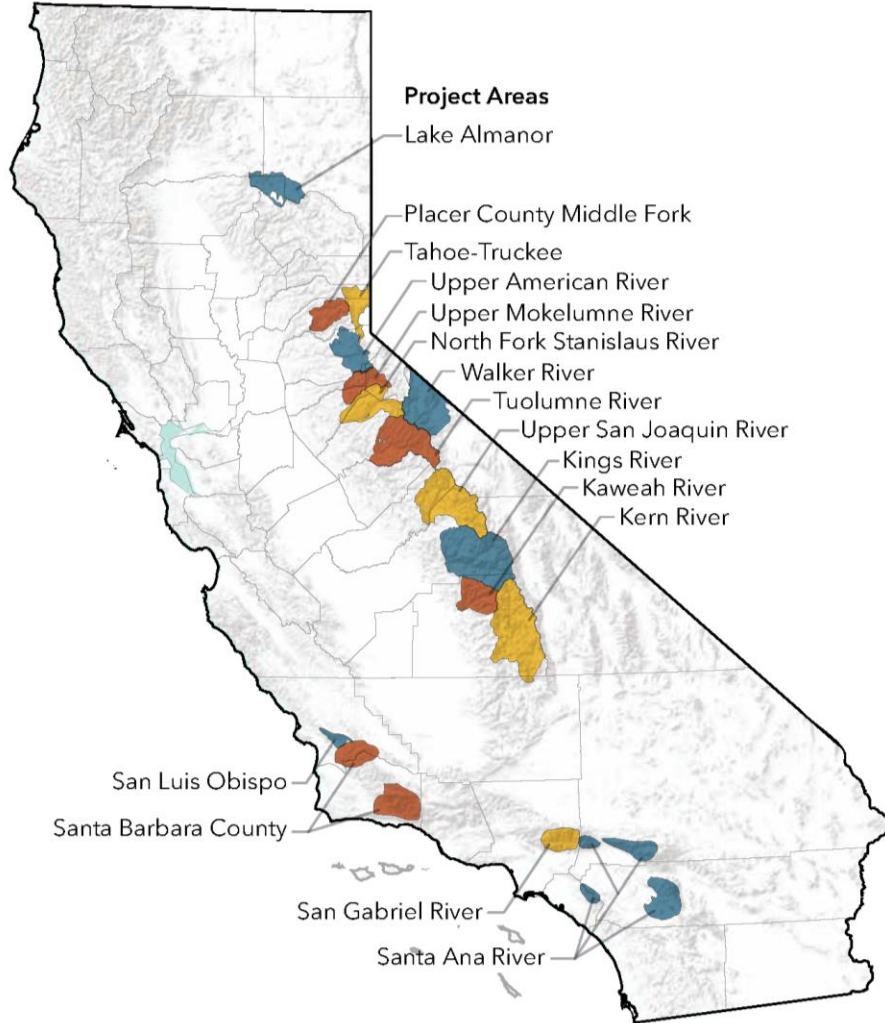 Project Areas
Lake Almanor
Placer County Middle Fork
Tahoe-Truckee
Upper American River
Upper Mokelumne River
North Fork Stanislaus River
Walker River
Tuolumne River
Upper San Joaquin River
Kings River
Kaweah River
Kern River
San Luis Obispo
Santa Barbara County
San Gabriel River
Santa Ana River